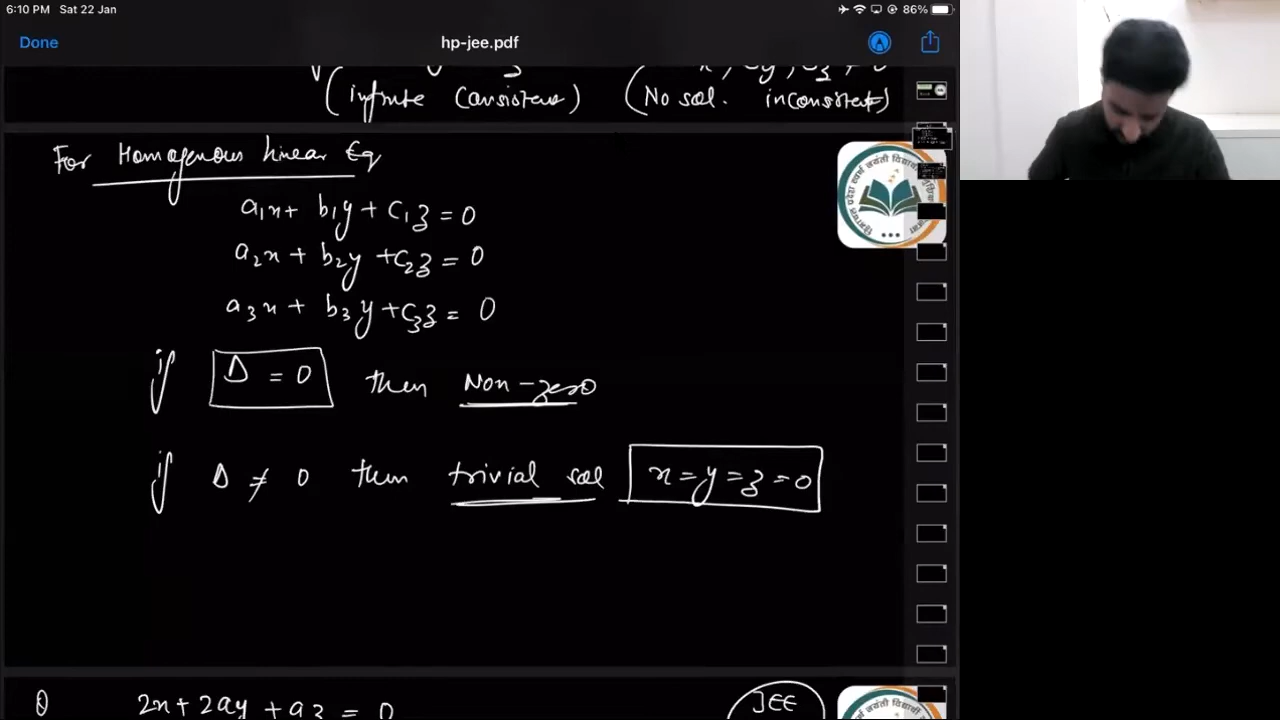 6:10 PM Sat 22 Jan
86%
Done
hp-jee.pdf
(infinite consistent)
(No sol. inconsistent)
For Homogenous linear Eq
a₁x + b₁y + c₁z = 0
a₂x + b₂y + c₂z = 0
a₃x + b₃y + c₃z = 0
if Δ = 0 then Non-zero
if Δ ≠ 0 then trivial sol x = y = z = 0
Q 2x + 2ay + az = 0
JEE